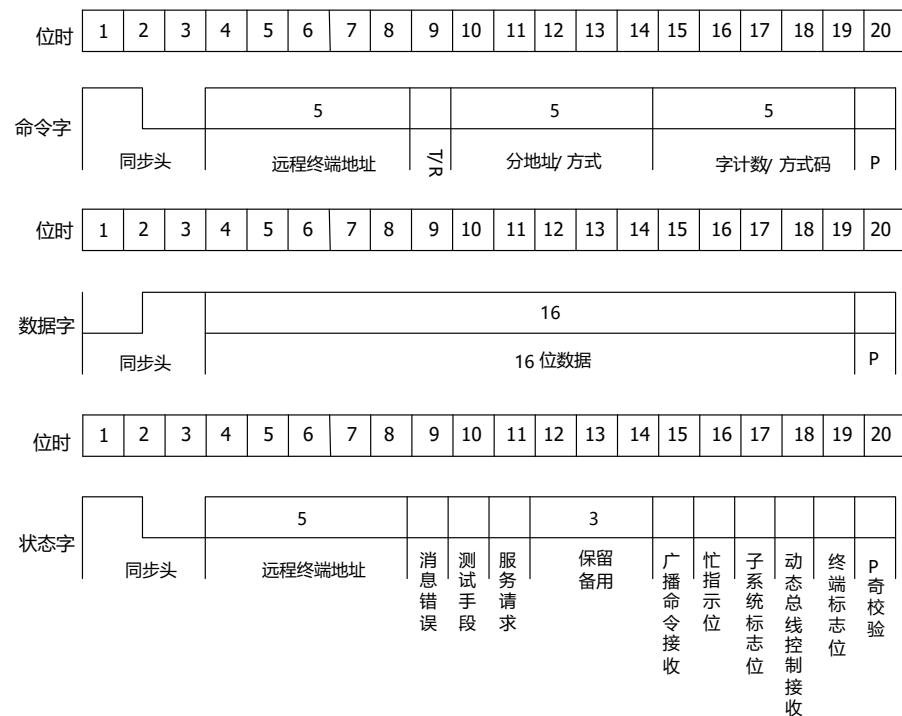 位时 1 2 3 4 5 6 7 8 9 10 11 12 13 14 15 16 17 18 19 20
命令字 5 5 5
同步头 远程终端地址 T/R 分地址/方式 字计数/方式码 P
位时 1 2 3 4 5 6 7 8 9 10 11 12 13 14 15 16 17 18 19 20
数据字 16
同步头 16位数据 P
位时 1 2 3 4 5 6 7 8 9 10 11 12 13 14 15 16 17 18 19 20
状态字 5 3
同步头 远程终端地址
消息错误
测试手段
服务请求
保留
备用
广播命令接收
忙指示位
子系统标志位
动态总线控制接收
终端标志位
P奇校验